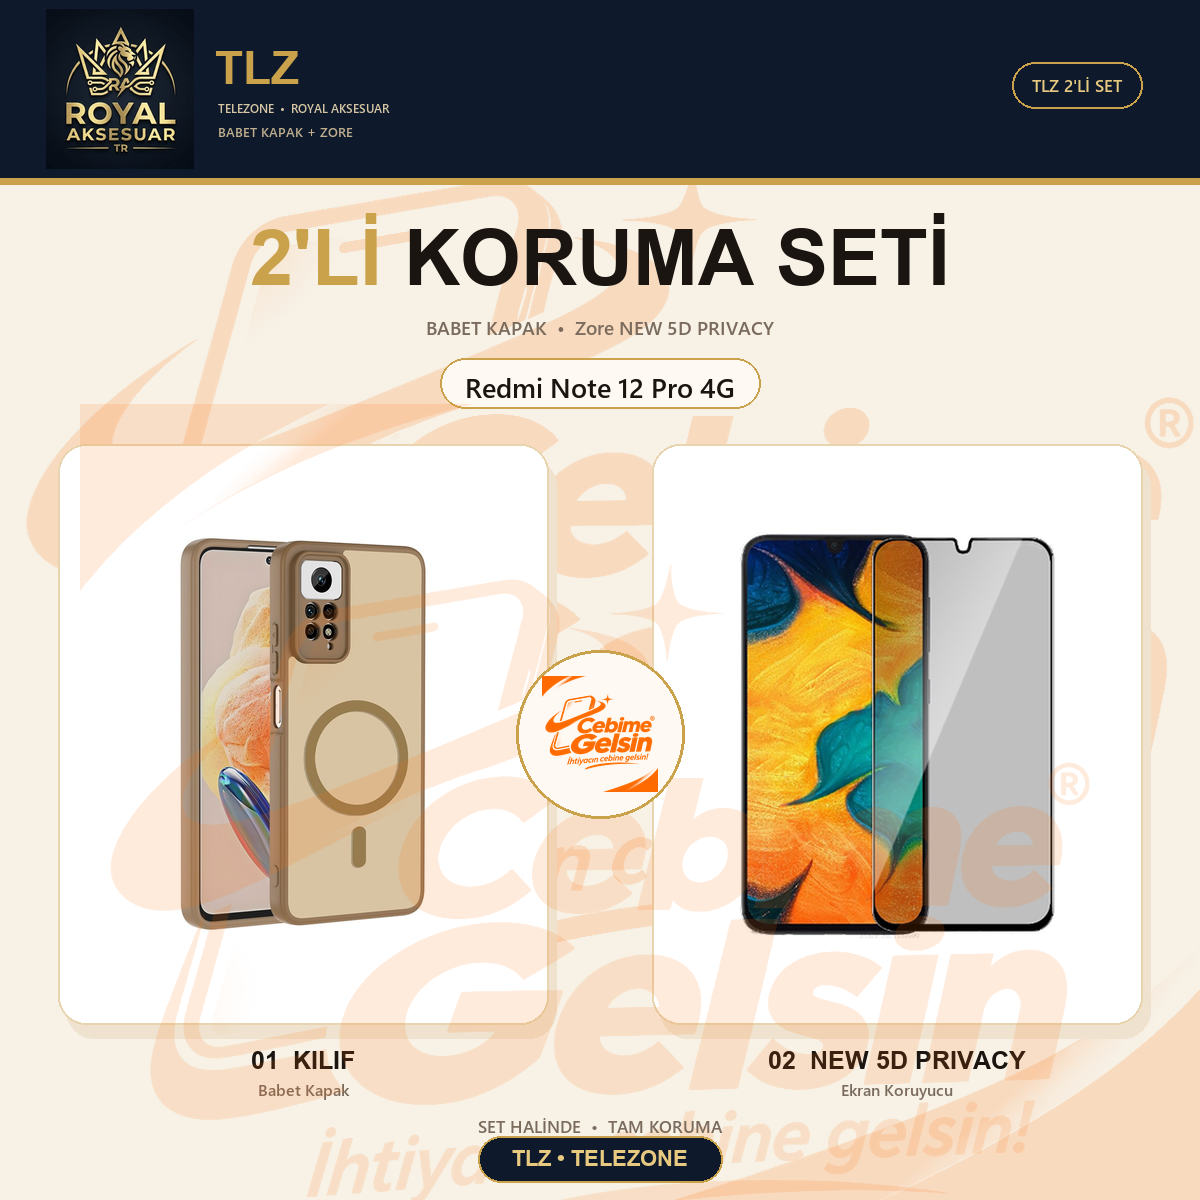 ROYAL
AKSESUAR
TR
TLZ
TELEZONE • ROYAL AKSESUAR
BABET KAPAK + ZORE
TLZ 2'Lİ SET
2'Lİ KORUMA SETİ
BABET KAPAK • Zore NEW 5D PRIVACY
Redmi Note 12 Pro 4G
Cebime®
Gelsin
İhtiyacın cebine gelsin!
01 KILIF
Babet Kapak
02 NEW 5D PRIVACY
Ekran Koruyucu
SET HALİNDE • TAM KORUMA
TLZ • TELEZONE
Cebime®
Gelsin